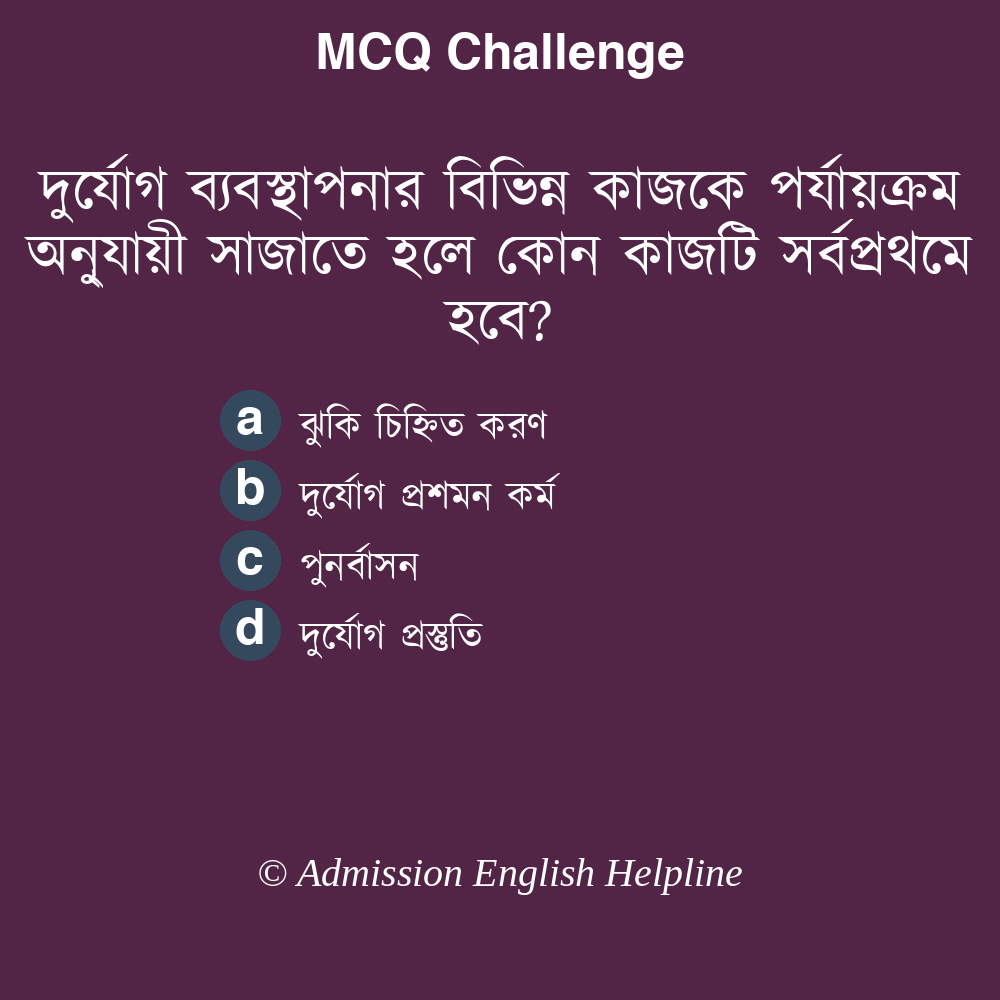 MCQ Challenge
দুর্যোগ ব্যবস্থাপনার বিভিন্ন কাজকে পর্যায়ক্রম
অনুযায়ী সাজাতে হলে কোন কাজটি সর্বপ্রথমে
হবে?
a ঝুকি চিহ্নিত করণ
b দুর্যোগ প্রশমন কর্ম
c পুনর্বাসন
d দুর্যোগ প্রস্তুতি
© Admission English Helpline